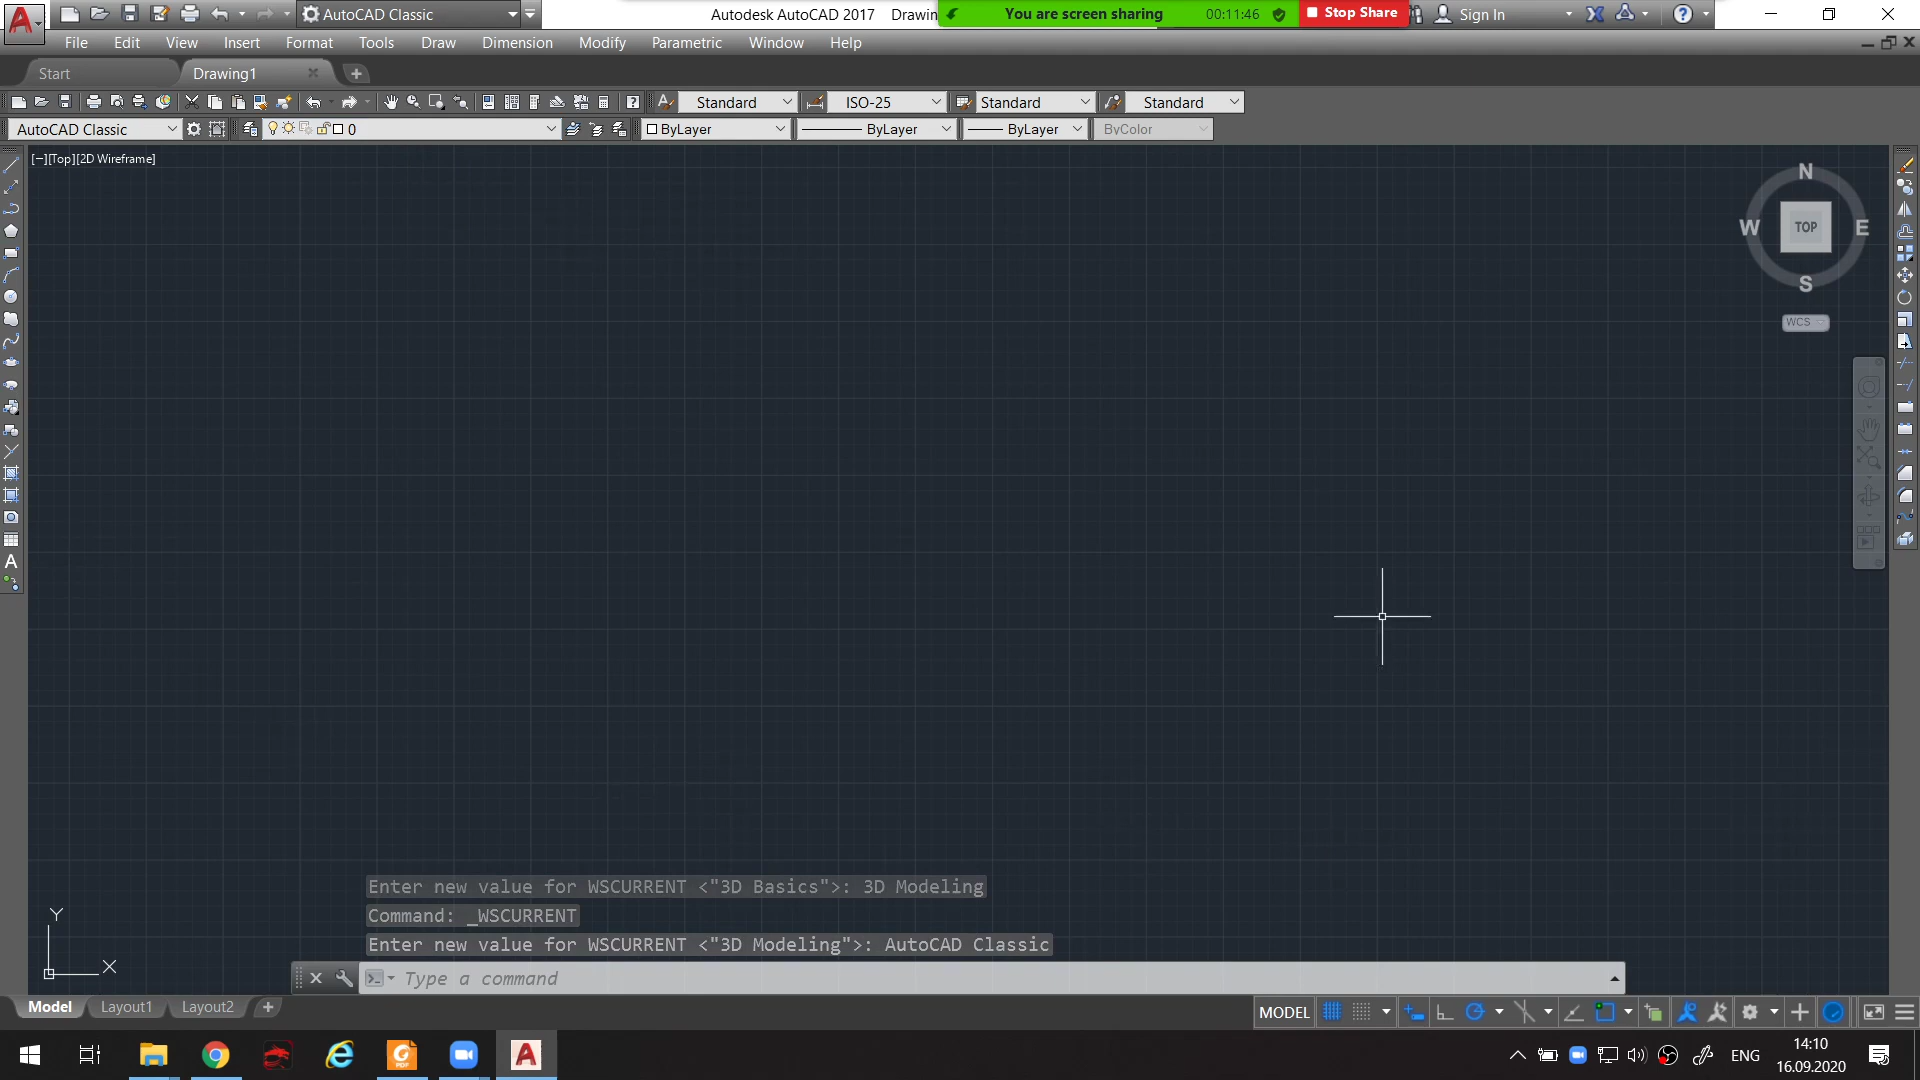 AutoCAD Classic
Autodesk AutoCAD 2017 Drawin
You are screen sharing
00:11:46
Stop Share
Sign In
File Edit View Insert Format Tools Draw Dimension Modify Parametric Window Help
Start
Drawing1
Standard
ISO-25
Standard
Standard
AutoCAD Classic
0
ByLayer
ByLayer
ByLayer
ByColor
[−][Top][2D Wireframe]
N
W
TOP
E
S
WCS
A
Enter new value for WSCURRENT <"3D Basics">: 3D Modeling
Command: _WSCURRENT
Enter new value for WSCURRENT <"3D Modeling">: AutoCAD Classic
Y
X
Type a command
Model Layout1 Layout2
MODEL
ENG
14:10
16.09.2020